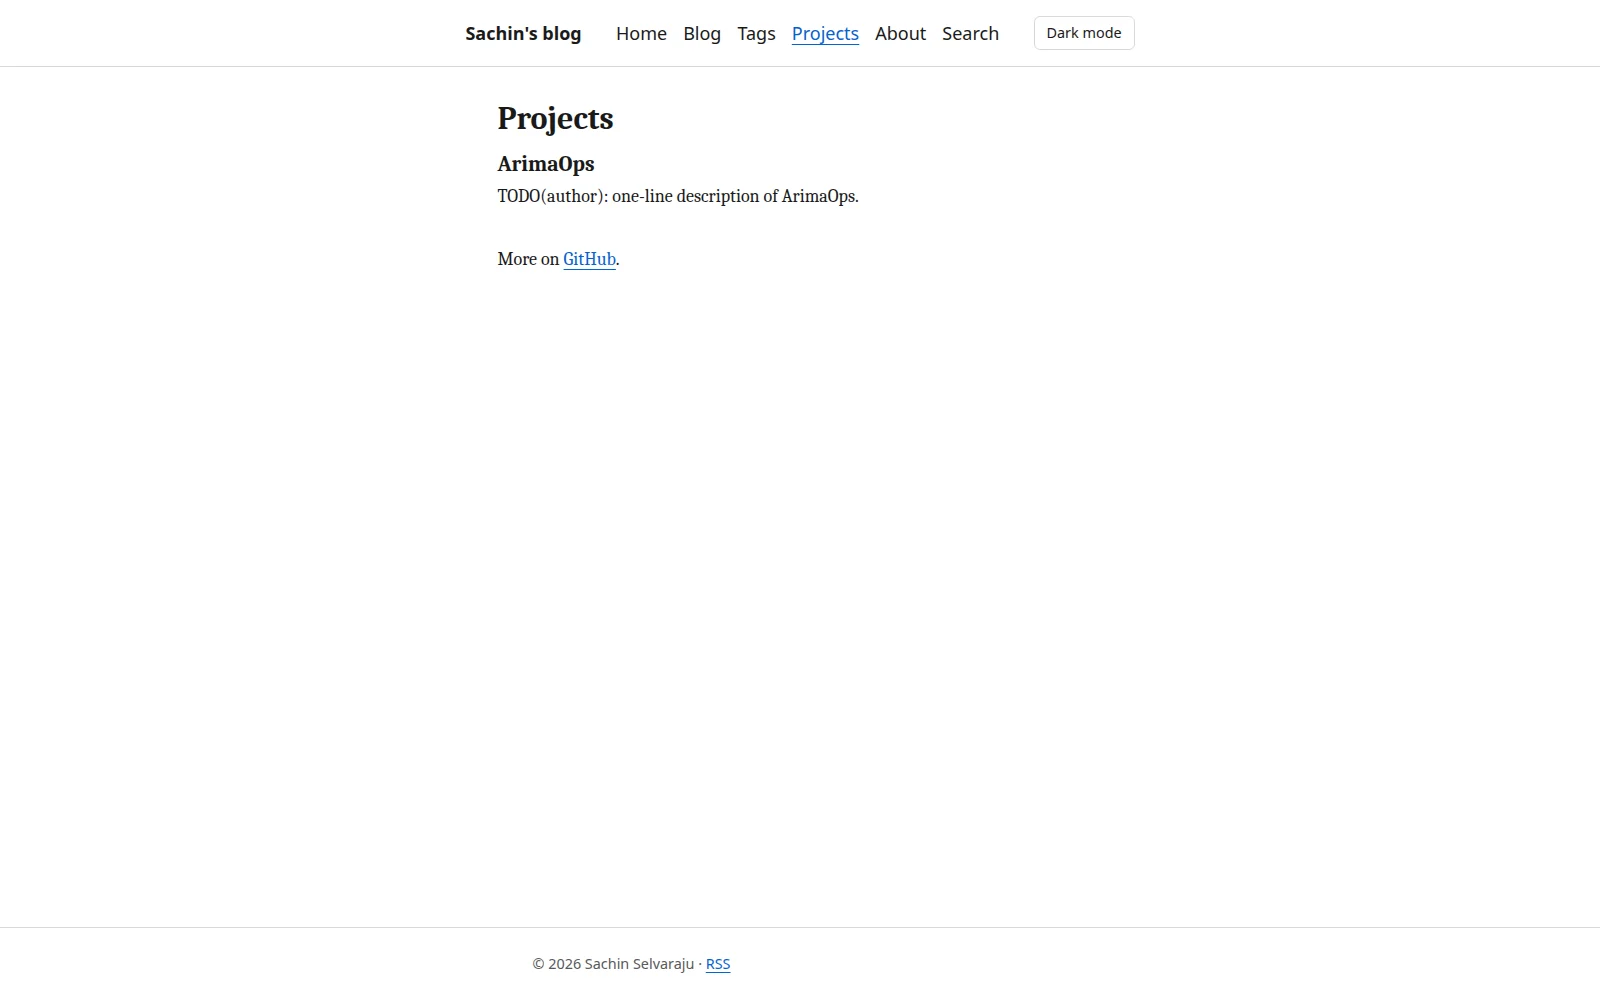 Sachin's blog Home Blog Tags Projects About Search Dark mode
Projects
ArimaOps
TODO(author): one-line description of ArimaOps.
More on GitHub.
© 2026 Sachin Selvaraju · RSS